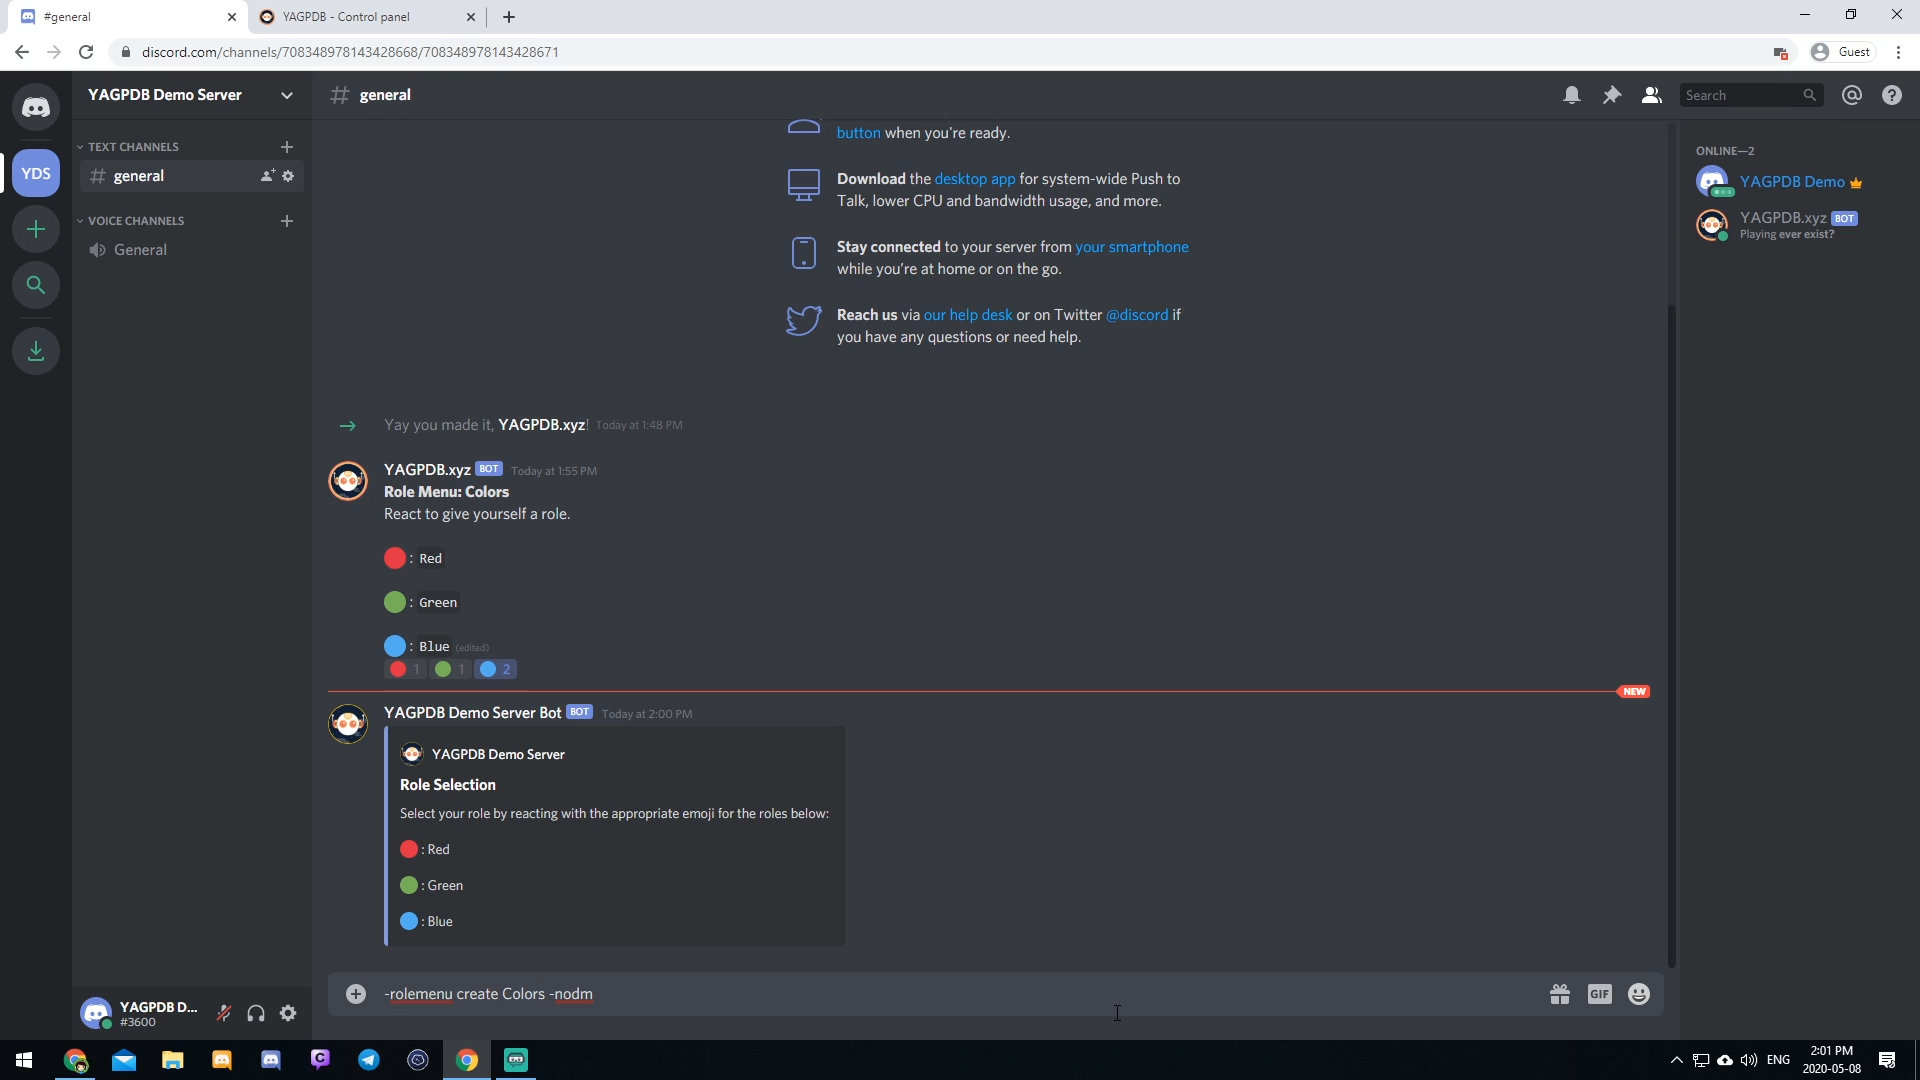 #general
YAGPDB - Control panel
discord.com/channels/708348978143428668/708348978143428671
Guest
YAGPDB Demo Server
# general
Search
button when you're ready.
TEXT CHANNELS
# general
YDS
Download the desktop app for system-wide Push to
Talk, lower CPU and bandwidth usage, and more.
VOICE CHANNELS
General
Stay connected to your server from your smartphone
while you're at home or on the go.
Reach us via our help desk or on Twitter @discord if
you have any questions or need help.
ONLINE—2
YAGPDB Demo
YAGPDB.xyz BOT
Playing ever exist?
Yay you made it, YAGPDB.xyz! Today at 1:48 PM
YAGPDB.xyz BOT Today at 1:55 PM
Role Menu: Colors
React to give yourself a role.
: Red
: Green
: Blue (edited)
1 1 2
NEW
YAGPDB Demo Server Bot BOT Today at 2:00 PM
YAGPDB Demo Server
Role Selection
Select your role by reacting with the appropriate emoji for the roles below:
: Red
: Green
: Blue
-rolemenu create Colors -nodm
GIF
YAGPDB D...
#3600
ENG
2:01 PM
2020-05-08